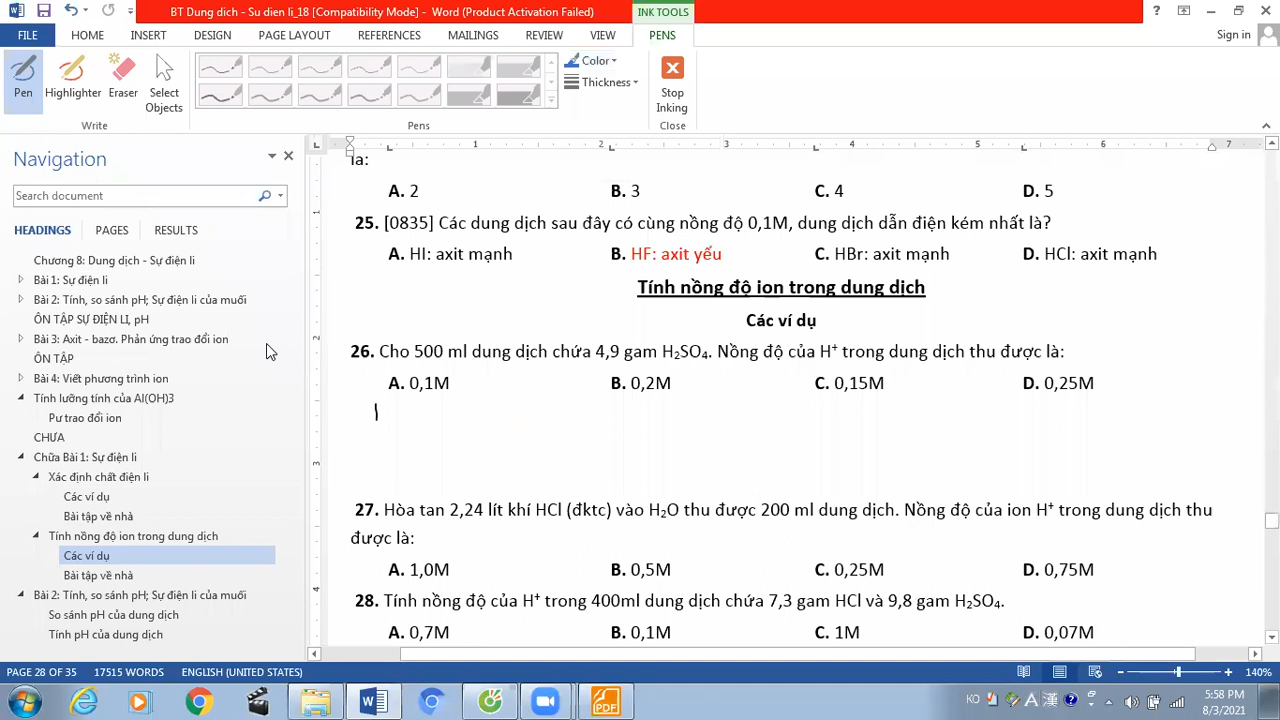 BT Dung dich - Su dien li_18 [Compatibility Mode] - Word (Product Activation Failed)
INK TOOLS
?
FILE HOME INSERT DESIGN PAGE LAYOUT REFERENCES MAILINGS REVIEW VIEW PENS
Sign in
Pen Highlighter Eraser Select Objects
Color
Thickness
Stop Inking
Write Pens Close
Navigation
Search document
HEADINGS PAGES RESULTS
Chương 8: Dung dịch - Sự điện li
Bài 1: Sự điện li
Bài 2: Tính, so sánh pH; Sự điện li của muối
ÔN TẬP SỰ ĐIỆN LI, pH
Bài 3: Axit - bazơ. Phản ứng trao đổi ion
ÔN TẬP
Bài 4: Viết phương trình ion
Tính lưỡng tính của Al(OH)3
Pư trao đổi ion
CHƯA
Chữa Bài 1: Sự điện li
Xác định chất điện li
Các ví dụ
Bài tập về nhà
Tính nồng độ ion trong dung dịch
Các ví dụ
Bài tập về nhà
Bài 2: Tính, so sánh pH; Sự điện li của muối
So sánh pH của dung dịch
Tính pH của dung dịch
1 2 3 4 5 6 7
là:
A. 2 B. 3 C. 4 D. 5
25. [0835] Các dung dịch sau đây có cùng nồng độ 0,1M, dung dịch dẫn điện kém nhất là?
A. HI: axit mạnh B. HF: axit yếu C. HBr: axit mạnh D. HCl: axit mạnh
Tính nồng độ ion trong dung dịch
Các ví dụ
26. Cho 500 ml dung dịch chứa 4,9 gam H₂SO₄. Nồng độ của H⁺ trong dung dịch thu được là:
A. 0,1M B. 0,2M C. 0,15M D. 0,25M
27. Hòa tan 2,24 lít khí HCl (đktc) vào H₂O thu được 200 ml dung dịch. Nồng độ của ion H⁺ trong dung dịch thu
được là:
A. 1,0M B. 0,5M C. 0,25M D. 0,75M
28. Tính nồng độ của H⁺ trong 400ml dung dịch chứa 7,3 gam HCl và 9,8 gam H₂SO₄.
A. 0,7M B. 0,1M C. 1M D. 0,07M
PAGE 28 OF 35 17515 WORDS ENGLISH (UNITED STATES) 140%
KO A 漢 ? 5:58 PM
8/3/2021